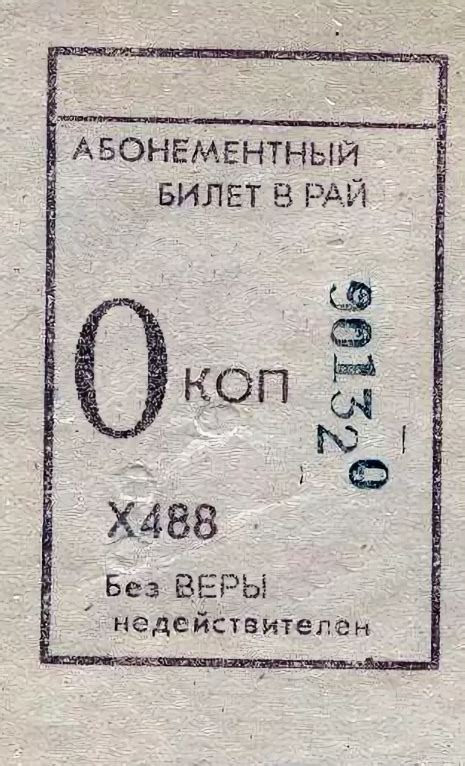 АБОНЕМЕНТНЫЙ
БИЛЕТ В РАЙ
0 КОП
901320
Х488
Без ВЕРЫ
недействителен